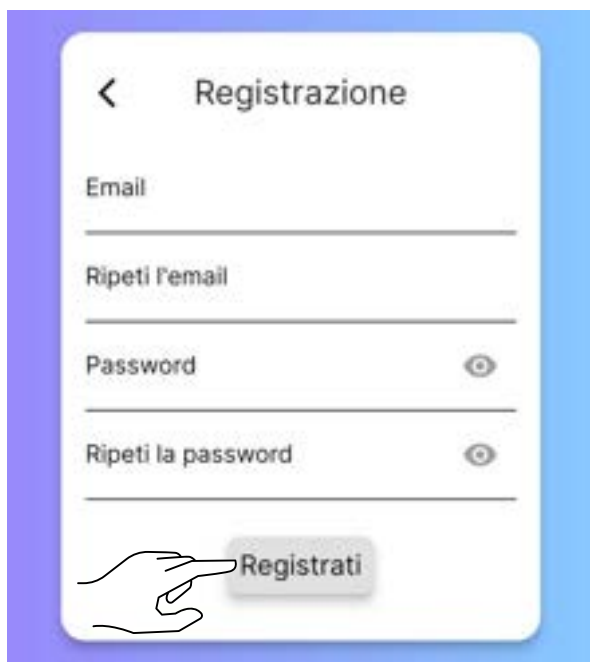 Registrazione
Email
Ripeti l'email
Password
Ripeti la password
Registrati